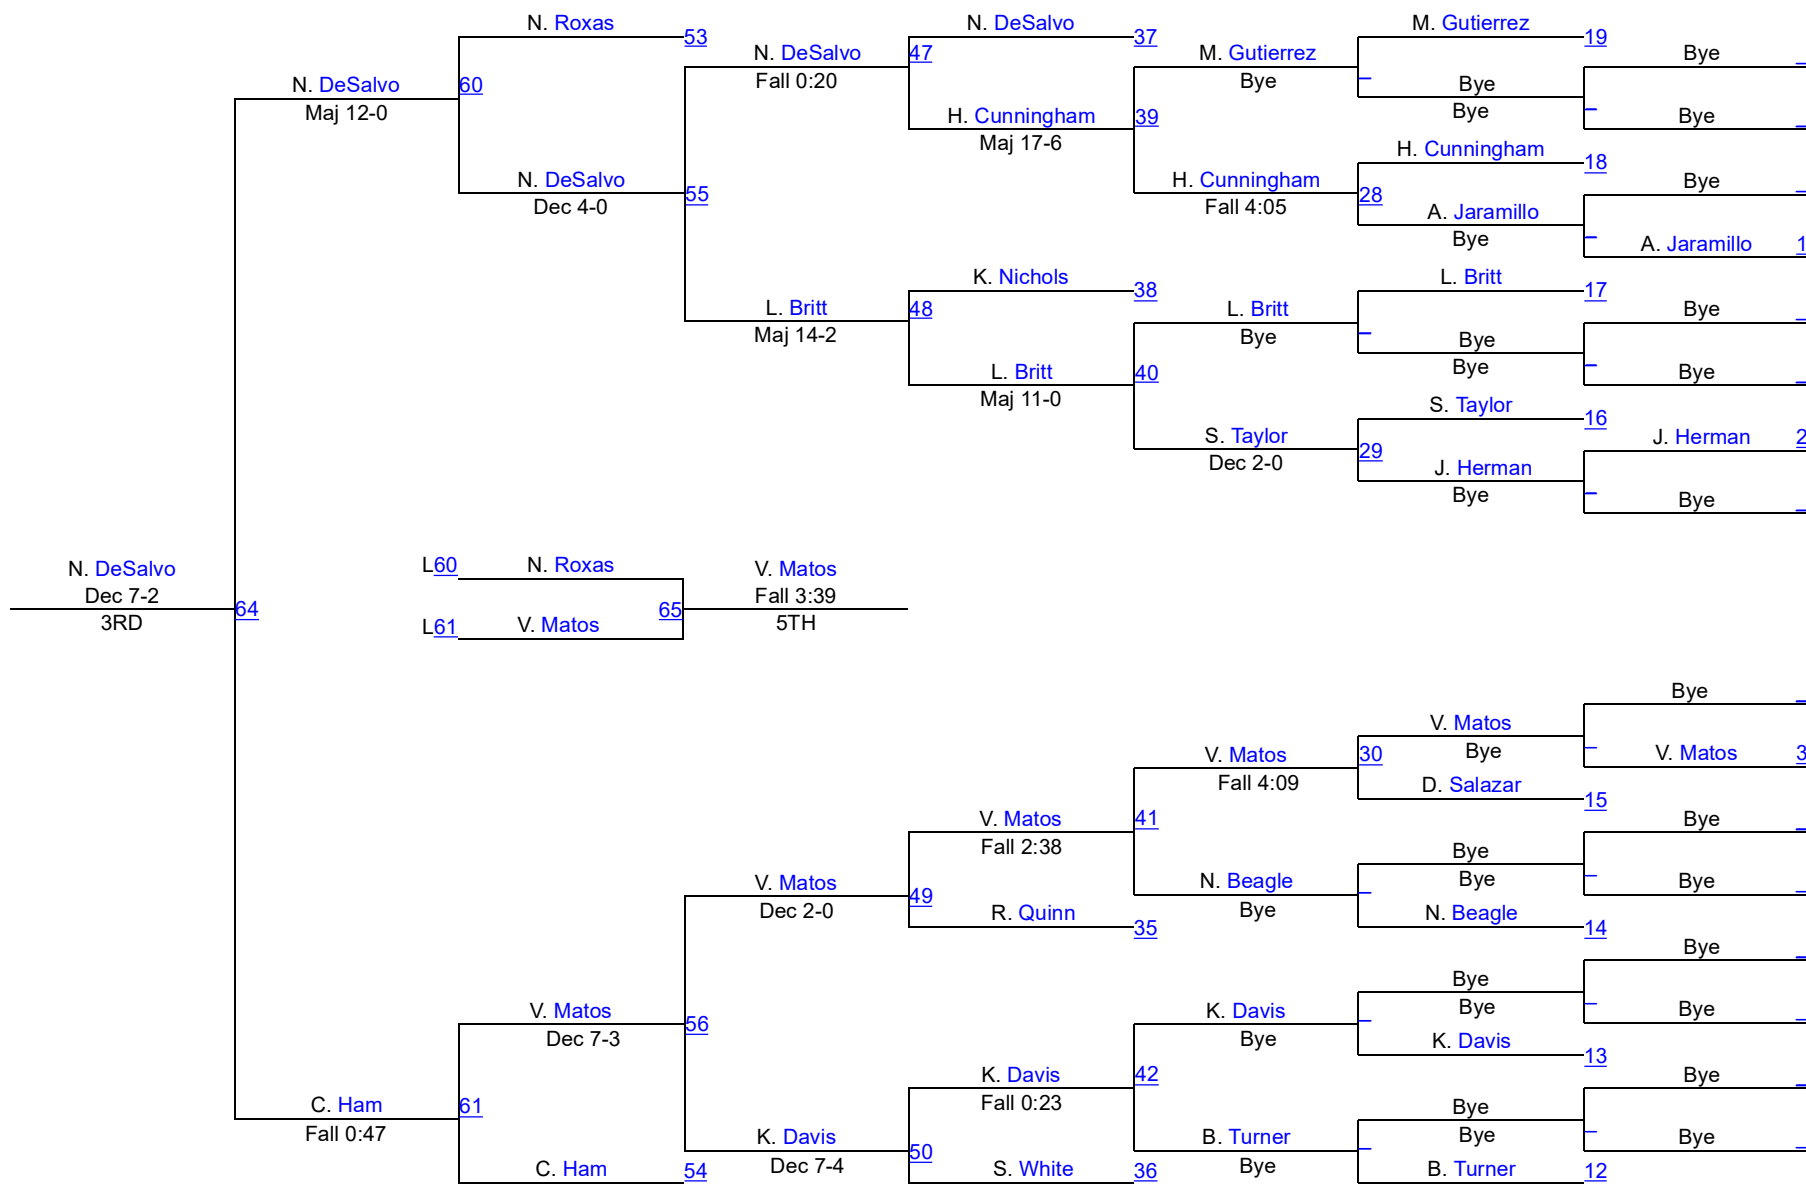 N. Roxas 53
N. DeSalvo 37
M. Gutierrez 19
N. DeSalvo 47
M. Gutierrez
Bye
N. DeSalvo 60
Fall 0:20
Bye
Bye
Maj 12-0
H. Cunningham 39
Bye
Bye
Maj 17-6
H. Cunningham 18
N. DeSalvo 55
H. Cunningham 28
Bye
Dec 4-0
Fall 4:05
A. Jaramillo
Bye
A. Jaramillo 1
K. Nichols 38
L. Britt 17
L. Britt 48
L. Britt
Bye
Maj 14-2
Bye
Bye
L. Britt 40
Bye
Bye
Maj 11-0
S. Taylor 16
S. Taylor 29
J. Herman 2
Dec 2-0
J. Herman
Bye
Bye
N. DeSalvo
L60 N. Roxas
V. Matos
Dec 7-2
65
Fall 3:39
3RD 64
L61 V. Matos
5TH
Bye
V. Matos
V. Matos 30
Bye
V. Matos 3
Fall 4:09
D. Salazar 15
V. Matos 41
Bye
Fall 2:38
Bye
V. Matos 49
N. Beagle
Bye
Bye
Dec 2-0
R. Quinn 35
Bye
N. Beagle 14
Bye
Bye
V. Matos 56
K. Davis
Bye
Bye
Dec 7-3
Bye
K. Davis 13
K. Davis 42
Bye
C. Ham 61
Fall 0:23
Bye
Fall 0:47
K. Davis 50
B. Turner
Bye
Bye
Dec 7-4
Bye
C. Ham 54
S. White 36
B. Turner 12